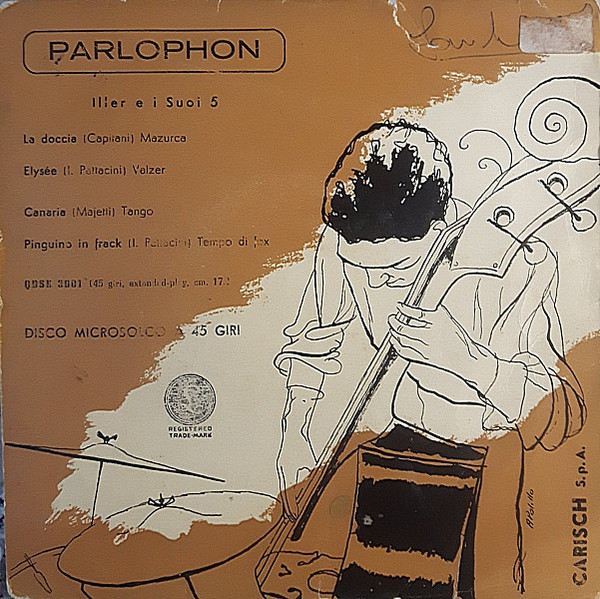 PARLOPHON
Iller e i Suoi 5
La doccia (Capitani) Mazurca
Elysée (I. Pattacini) Valzer
Canaria (Majetti) Tango
Pinguino in frack (I. Pattacini) Tempo di fox
QDSE 3001 (45 giri, extended-play, cm. 17.)
DISCO MICROSOLCO A 45 GIRI
REGISTERED
TRADE-MARK
CARISCH S.p.A.